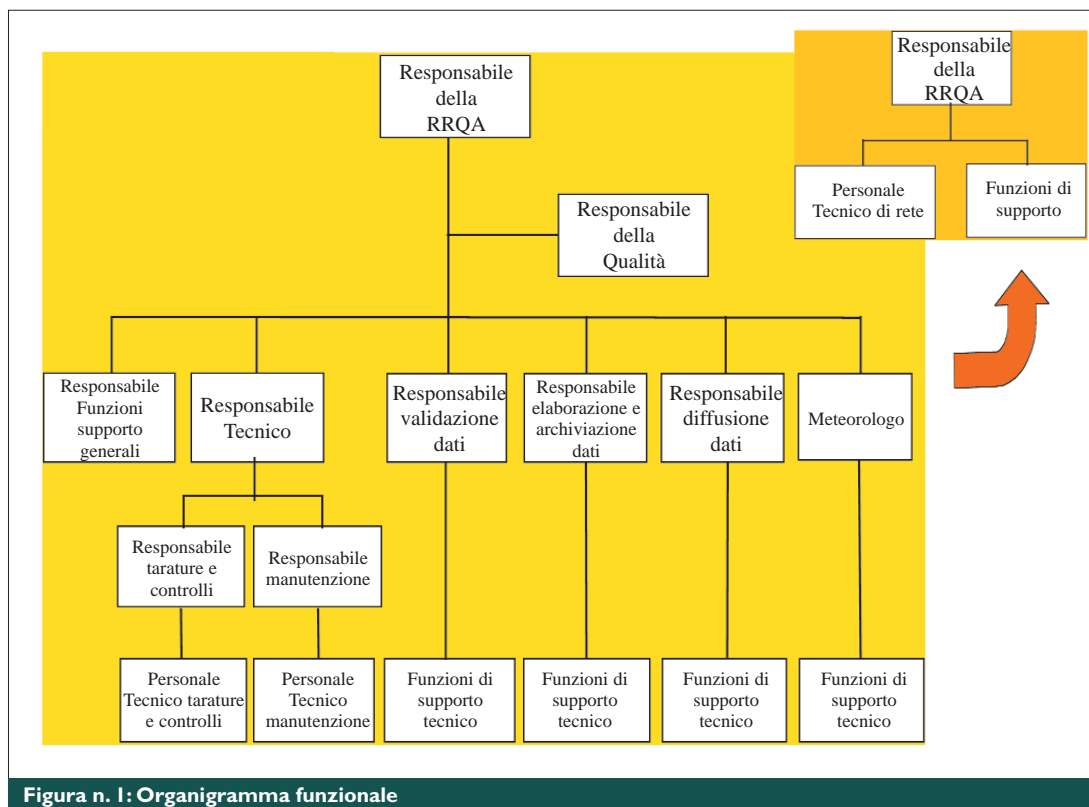 Responsabile
della
RRQA
Responsabile
della
Qualità
Responsabile
Funzioni
supporto
generali
Responsabile
Tecnico
Responsabile
validazione
dati
Responsabile
elaborazione e
archiviazione
dati
Responsabile
diffusione
dati
Meteorologo
Responsabile
tarature e
controlli
Responsabile
manutenzione
Personale
Tecnico tarature
e controlli
Personale
Tecnico
manutenzione
Funzioni di
supporto
tecnico
Funzioni di
supporto
tecnico
Funzioni di
supporto
tecnico
Funzioni di
supporto
tecnico
Responsabile
della
RRQA
Personale
Tecnico di rete
Funzioni di
supporto
Figura n. 1: Organigramma funzionale